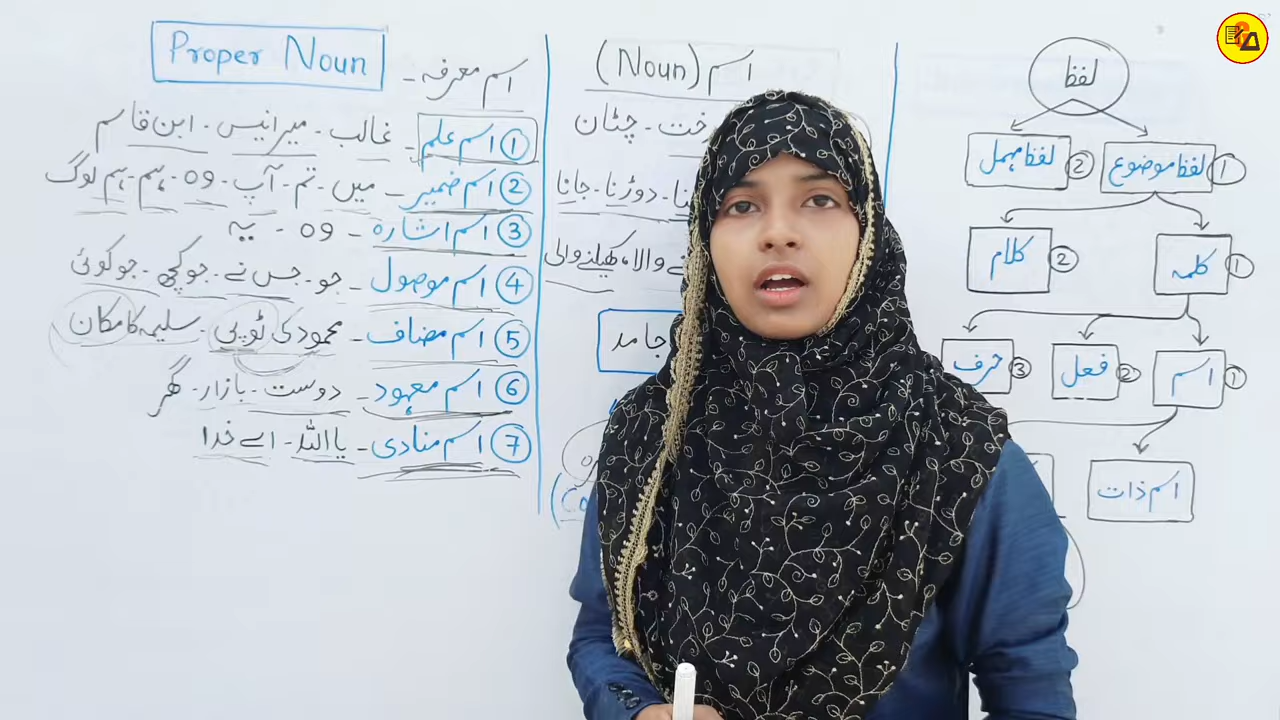 Proper Noun
اسم معرفہ۔
① اسم علم۔ غالب۔ میر انیس۔ ابن قاسم
② اسم ضمیر۔ میں۔ تم۔ آپ۔ وہ۔ ہم۔ ہم لوگ
③ اسم اشارہ۔ وہ۔ یہ
④ اسم موصول۔ جو۔ جس نے۔ جو کچھ۔ جو کوئی
⑤ اسم مضاف۔ محمود کی ٹوپی۔ سلیمہ کا مکان
⑥ اسم معہود۔ دوست۔ بازار۔ گھر
⑦ اسم منادی۔ یا اللہ۔ اے خدا
اسم (Noun)
چٹان
دوڑنا۔ جانا
والا، کھیلنے والی
جامد
لفظ
① لفظ موضوع ② لفظ مہمل
① کلمہ ② کلام
① اسم ② فعل ③ حرف
اسم ذات